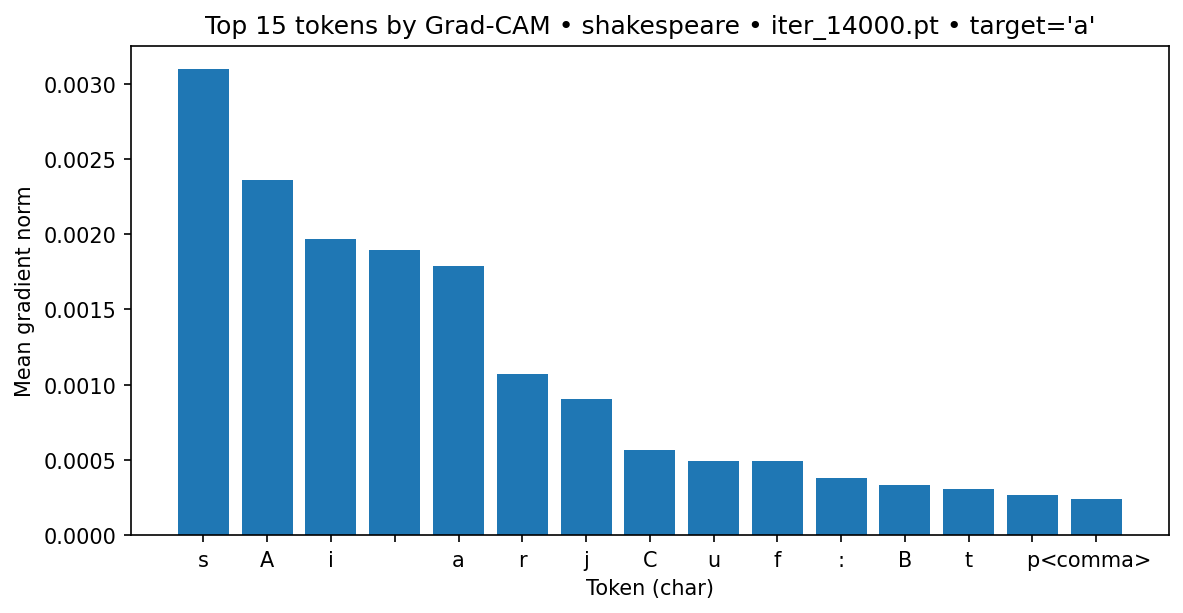 Top 15 tokens by Grad-CAM • shakespeare • iter_14000.pt • target='a'
Mean gradient norm
0.0030
0.0025
0.0020
0.0015
0.0010
0.0005
0.0000
s A i a r j C u f : B t p<comma>
Token (char)